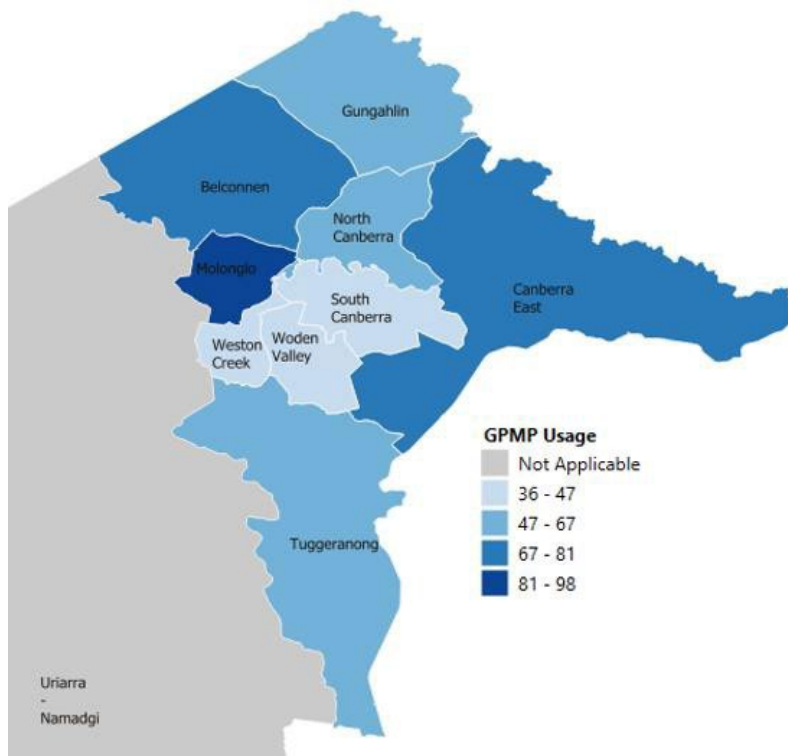 Gungahlin
Belconnen
North
Canberra
Molonglo
Canberra
East
South
Canberra
Weston
Creek
Woden
Valley
GPMP Usage
Not Applicable
36 - 47
47 - 67
67 - 81
81 - 98
Tuggeranong
Uriarra
-
Namadgi